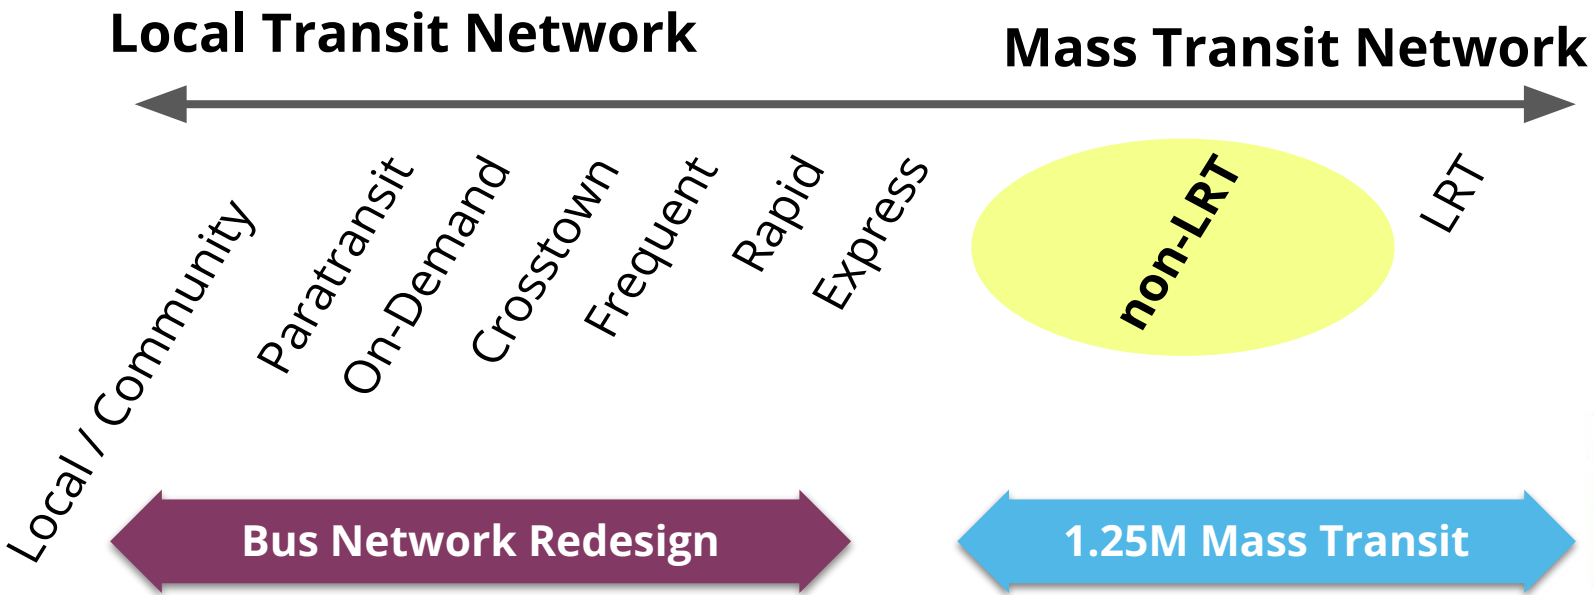 Local Transit Network
Mass Transit Network
Local / Community
Paratransit
On-Demand
Crosstown
Frequent
Rapid
Express
non-LRT
LRT
Bus Network Redesign
1.25M Mass Transit